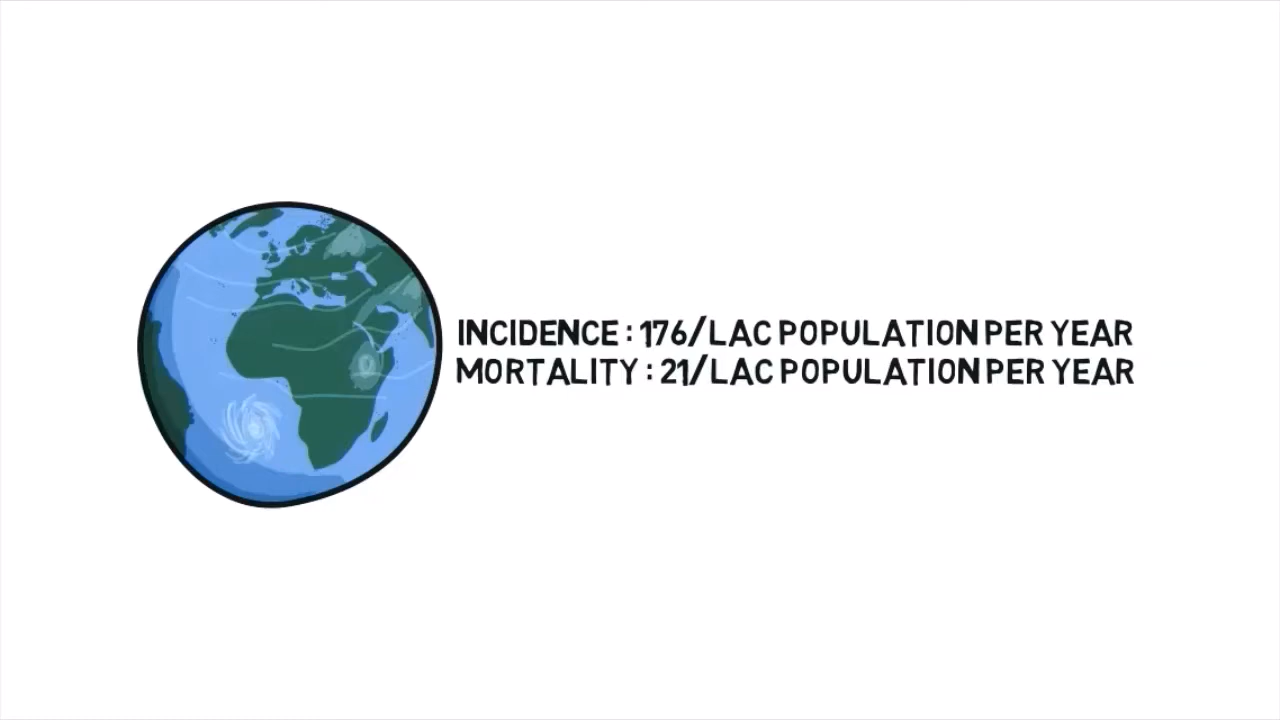 INCIDENCE : 176/LAC POPULATION PER YEAR
MORTALITY : 21/LAC POPULATION PER YEAR